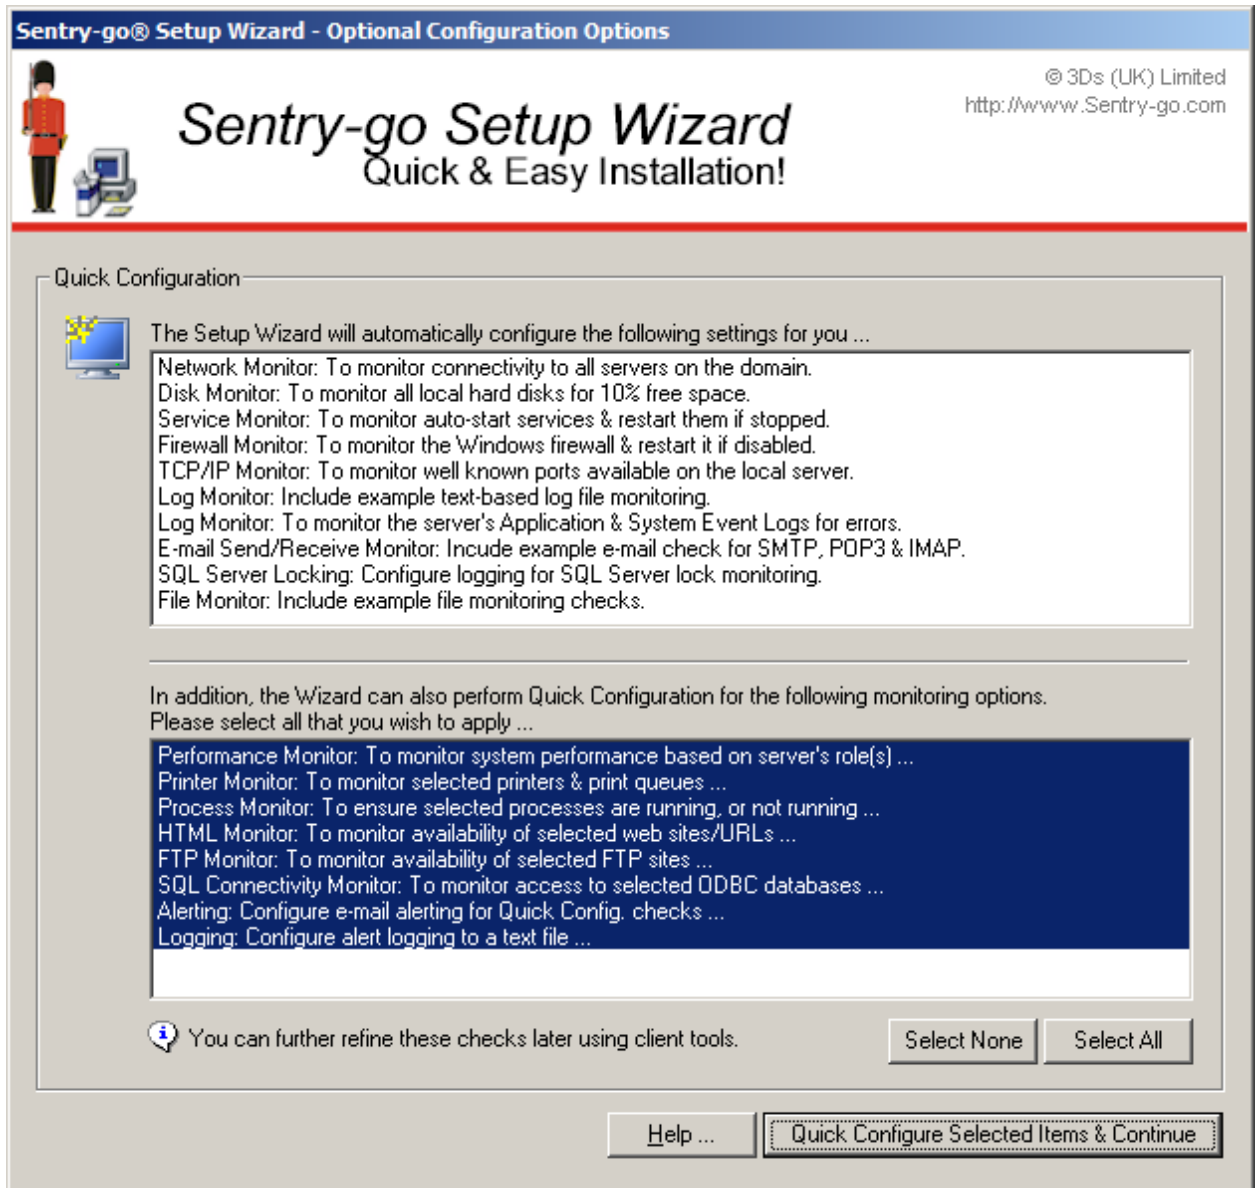 Sentry-go® Setup Wizard - Optional Configuration Options
© 3Ds (UK) Limited
http://www.Sentry-go.com
Sentry-go Setup Wizard
Quick & Easy Installation!
Quick Configuration
The Setup Wizard will automatically configure the following settings for you ...
Network Monitor: To monitor connectivity to all servers on the domain.
Disk Monitor: To monitor all local hard disks for 10% free space.
Service Monitor: To monitor auto-start services & restart them if stopped.
Firewall Monitor: To monitor the Windows firewall & restart it if disabled.
TCP/IP Monitor: To monitor well known ports available on the local server.
Log Monitor: Include example text-based log file monitoring.
Log Monitor: To monitor the server's Application & System Event Logs for errors.
E-mail Send/Receive Monitor: Incude example e-mail check for SMTP, POP3 & IMAP.
SQL Server Locking: Configure logging for SQL Server lock monitoring.
File Monitor: Include example file monitoring checks.
In addition, the Wizard can also perform Quick Configuration for the following monitoring options.
Please select all that you wish to apply ...
Performance Monitor: To monitor system performance based on server's role(s) ...
Printer Monitor: To monitor selected printers & print queues ...
Process Monitor: To ensure selected processes are running, or not running ...
HTML Monitor: To monitor availability of selected web sites/URLs ...
FTP Monitor: To monitor availability of selected FTP sites ...
SQL Connectivity Monitor: To monitor access to selected ODBC databases ...
Alerting: Configure e-mail alerting for Quick Config. checks ...
Logging: Configure alert logging to a text file ...
You can further refine these checks later using client tools.
Select None
Select All
Help ...
Quick Configure Selected Items & Continue